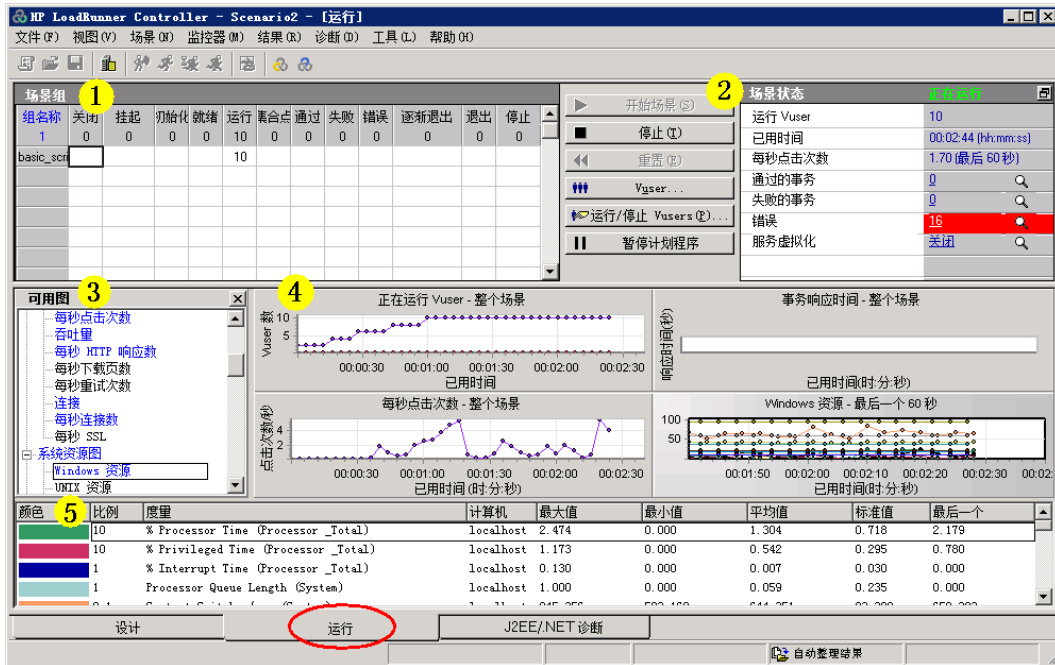 HP LoadRunner Controller - Scenario2 - [运行]
文件(F) 视图(V) 场景(N) 监控器(M) 结果(R) 诊断(D) 工具(L) 帮助(H)
场景组 1
组名称 关闭 挂起 初始化 就绪 运行 集合点 通过 失败 错误 逐渐退出 退出 停止
1 0 0 0 0 10 0 0 0 0 0 0 0
basic_scri 10
2
开始场景(S)
停止(T)
重置(E)
Vuser...
运行/停止 Vusers(P)...
暂停计划程序
场景状态 正在运行
运行 Vuser 10
已用时间 00:02:44 (hh:mm:ss)
每秒点击次数 1.70 (最后 60 秒)
通过的事务 0
失败的事务 0
错误 16
服务虚拟化 关闭
可用图 3
每秒点击次数
吞吐量
每秒 HTTP 响应数
每秒下载页数
每秒重试次数
连接
每秒连接数
每秒 SSL
系统资源图
Windows 资源
UNIX 资源
4
正在运行 Vuser - 整个场景
Vuser 数
10
5
00:00:30 00:01:00 00:01:30 00:02:00 00:02:30
已用时间
事务响应时间 - 整个场景
响应时间(秒)
已用时间(时:分:秒)
每秒点击次数 - 整个场景
点击次数/秒
4
2
00:00:30 00:01:00 00:01:30 00:02:00 00:02:30
已用时间(时:分:秒)
Windows 资源 - 最后一个 60 秒
100
50
00:01:50 00:02:00 00:02:10 00:02:20 00:02:30 00:02
已用时间(时:分:秒)
颜色 5 比例 度量 计算机 最大值 最小值 平均值 标准值 最后一个
10 % Processor Time (Processor _Total) localhost 2.474 0.000 1.304 0.718 2.179
10 % Privileged Time (Processor _Total) localhost 1.173 0.000 0.542 0.295 0.780
1 % Interrupt Time (Processor _Total) localhost 0.130 0.000 0.007 0.030 0.000
1 Processor Queue Length (System) localhost 1.000 0.000 0.059 0.235 0.000
设计 运行 J2EE/.NET 诊断
自动整理结果